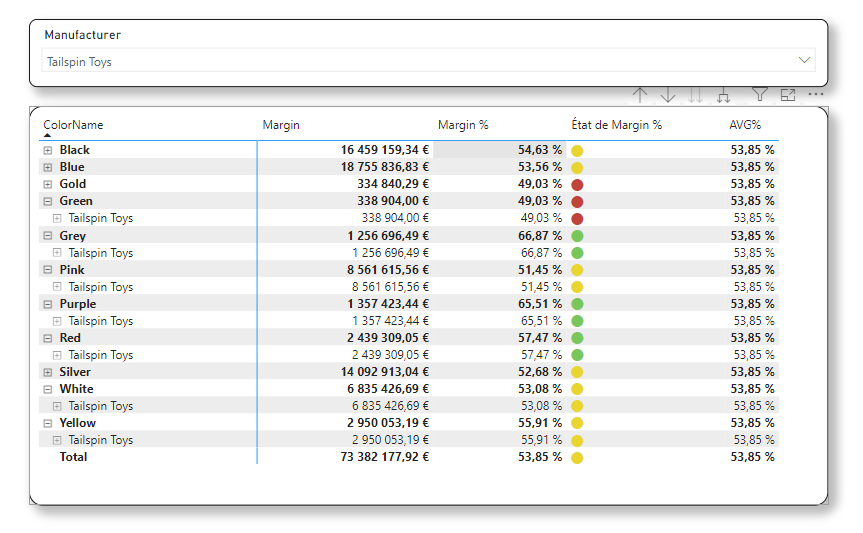 Manufacturer
Tailspin Toys
ColorName Margin Margin % État de Margin % AVG%
Black 16 459 159,34 € 54,63 % 53,85 %
Blue 18 755 836,83 € 53,56 % 53,85 %
Gold 334 840,29 € 49,03 % 53,85 %
Green 338 904,00 € 49,03 % 53,85 %
Tailspin Toys 338 904,00 € 49,03 % 53,85 %
Grey 1 256 696,49 € 66,87 % 53,85 %
Tailspin Toys 1 256 696,49 € 66,87 % 53,85 %
Pink 8 561 615,56 € 51,45 % 53,85 %
Tailspin Toys 8 561 615,56 € 51,45 % 53,85 %
Purple 1 357 423,44 € 65,51 % 53,85 %
Tailspin Toys 1 357 423,44 € 65,51 % 53,85 %
Red 2 439 309,05 € 57,47 % 53,85 %
Tailspin Toys 2 439 309,05 € 57,47 % 53,85 %
Silver 14 092 913,04 € 52,68 % 53,85 %
White 6 835 426,69 € 53,08 % 53,85 %
Tailspin Toys 6 835 426,69 € 53,08 % 53,85 %
Yellow 2 950 053,19 € 55,91 % 53,85 %
Tailspin Toys 2 950 053,19 € 55,91 % 53,85 %
Total 73 382 177,92 € 53,85 % 53,85 %